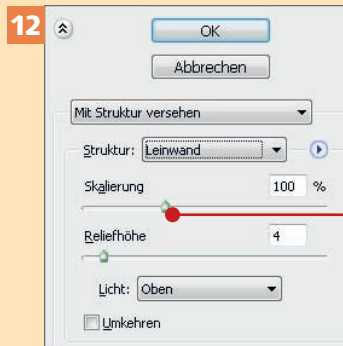 12
OK
Abbrechen
Mit Struktur versehen
Struktur: Leinwand
Skalierung 100 %
Reliefhöhe 4
Licht: Oben
Umkehren